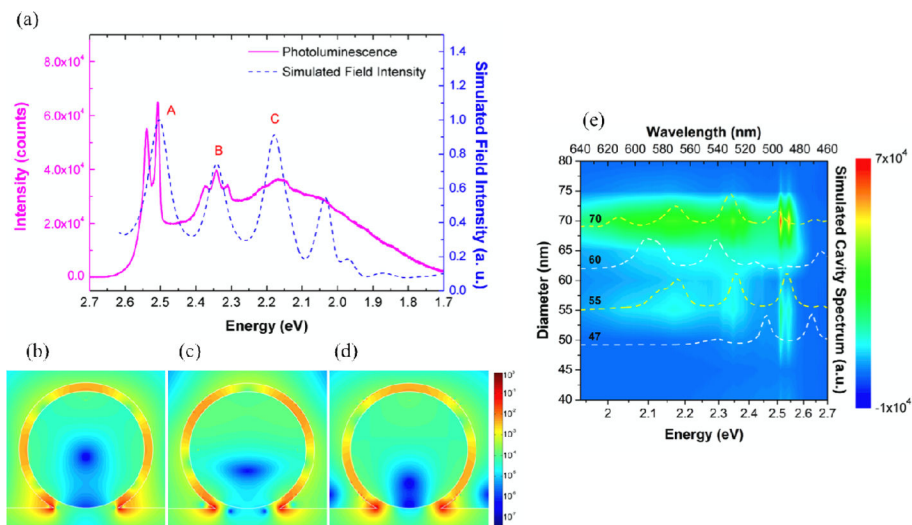 (a)
Photoluminescence
Simulated Field Intensity
A
B
C
Intensity (counts)
8.0x10⁴
6.0x10⁴
4.0x10⁴
2.0x10⁴
0.0
Simulated Field Intensity (a. u.)
1.4
1.2
1.0
0.8
0.6
0.4
0.2
0.0
2.7 2.6 2.5 2.4 2.3 2.2 2.1 2.0 1.9 1.8 1.7
Energy (eV)
(e)
Wavelength (nm)
640 620 600 580 560 540 520 500 480 460
Diameter (nm)
80
75
70
65
60
55
50
45
40
70
60
55
47
2 2.1 2.2 2.3 2.4 2.5 2.6 2.7
Energy (eV)
Simulated Cavity Spectrum (a.u.)
7x10⁴
-1x10⁴
(b) (c) (d)